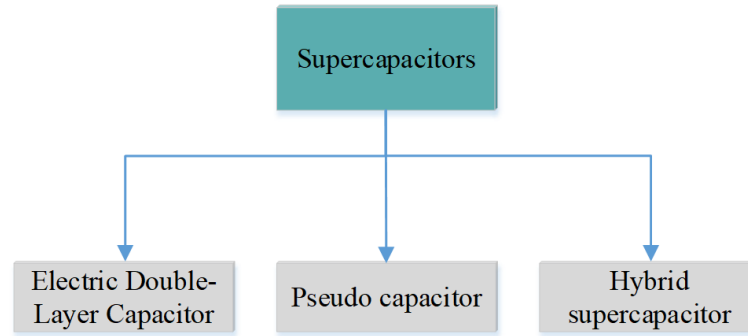 Supercapacitors
Electric Double-
Layer Capacitor
Pseudo capacitor
Hybrid
supercapacitor